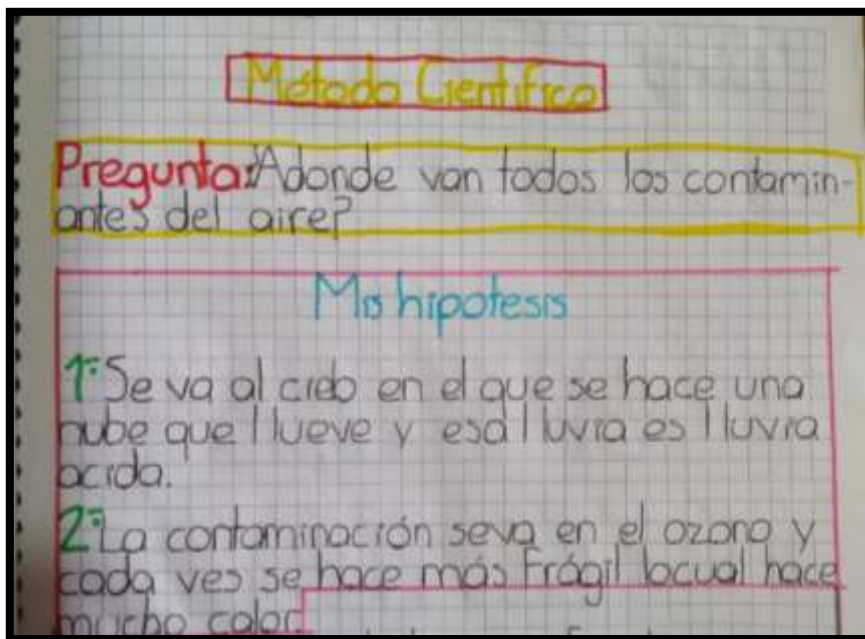 Método Cientifico
Pregunta: ¿Adonde van todos los contamin-
antes del aire?
Mis hipotesis
1- Se va al cielo en el que se hace una
nube que llueve y esa lluvia es lluvia
acida.
2- La contaminación seva en el ozono y
cada ves se hace más Frágil locual hace
mucho calor.